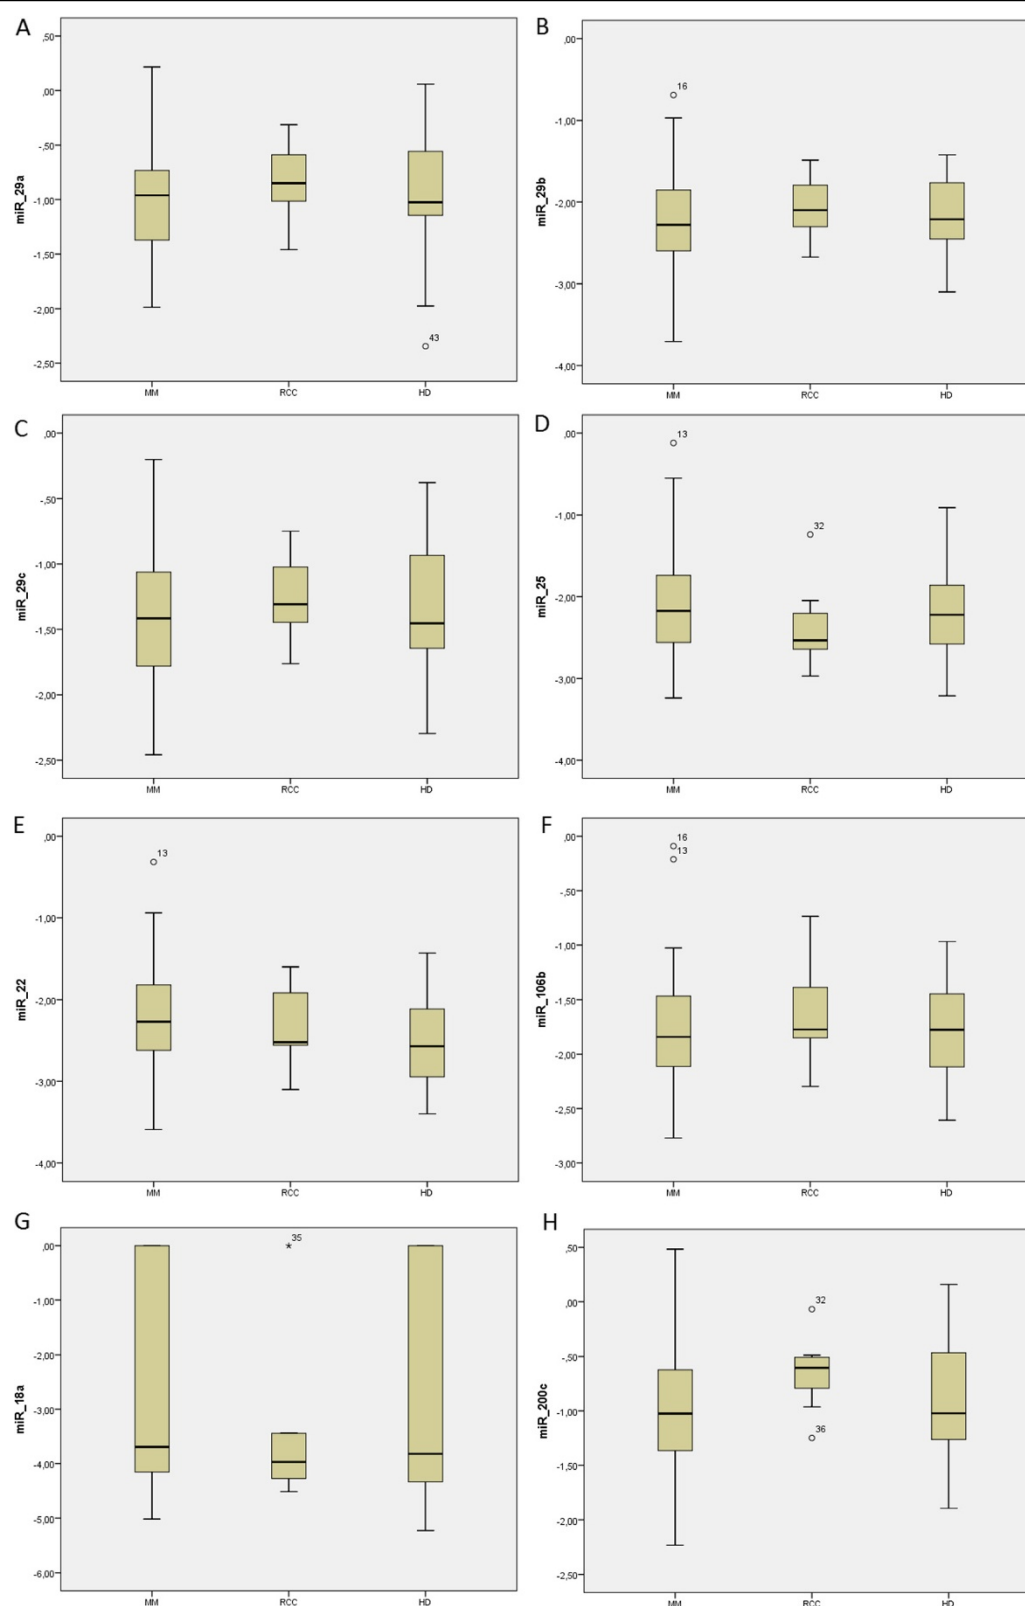 A
,50
,00
-,50
-1,00
-1,50
-2,00
-2,50
miR_29a
43
MM RCC HD
B
,00
-1,00
-2,00
-3,00
-4,00
miR_29b
16
MM RCC HD
C
,00
-,50
-1,00
-1,50
-2,00
-2,50
miR_29c
MM RCC HD
D
,00
-1,00
-2,00
-3,00
-4,00
miR_25
13
32
MM RCC HD
E
,00
-1,00
-2,00
-3,00
-4,00
miR_22
13
MM RCC HD
F
,00
-,50
-1,00
-1,50
-2,00
-2,50
-3,00
miR_106b
16
13
MM RCC HD
G
,00
-1,00
-2,00
-3,00
-4,00
-5,00
-6,00
miR_18a
35
MM RCC HD
H
,50
,00
-,50
-1,00
-1,50
-2,00
-2,50
miR_200c
32
36
MM RCC HD